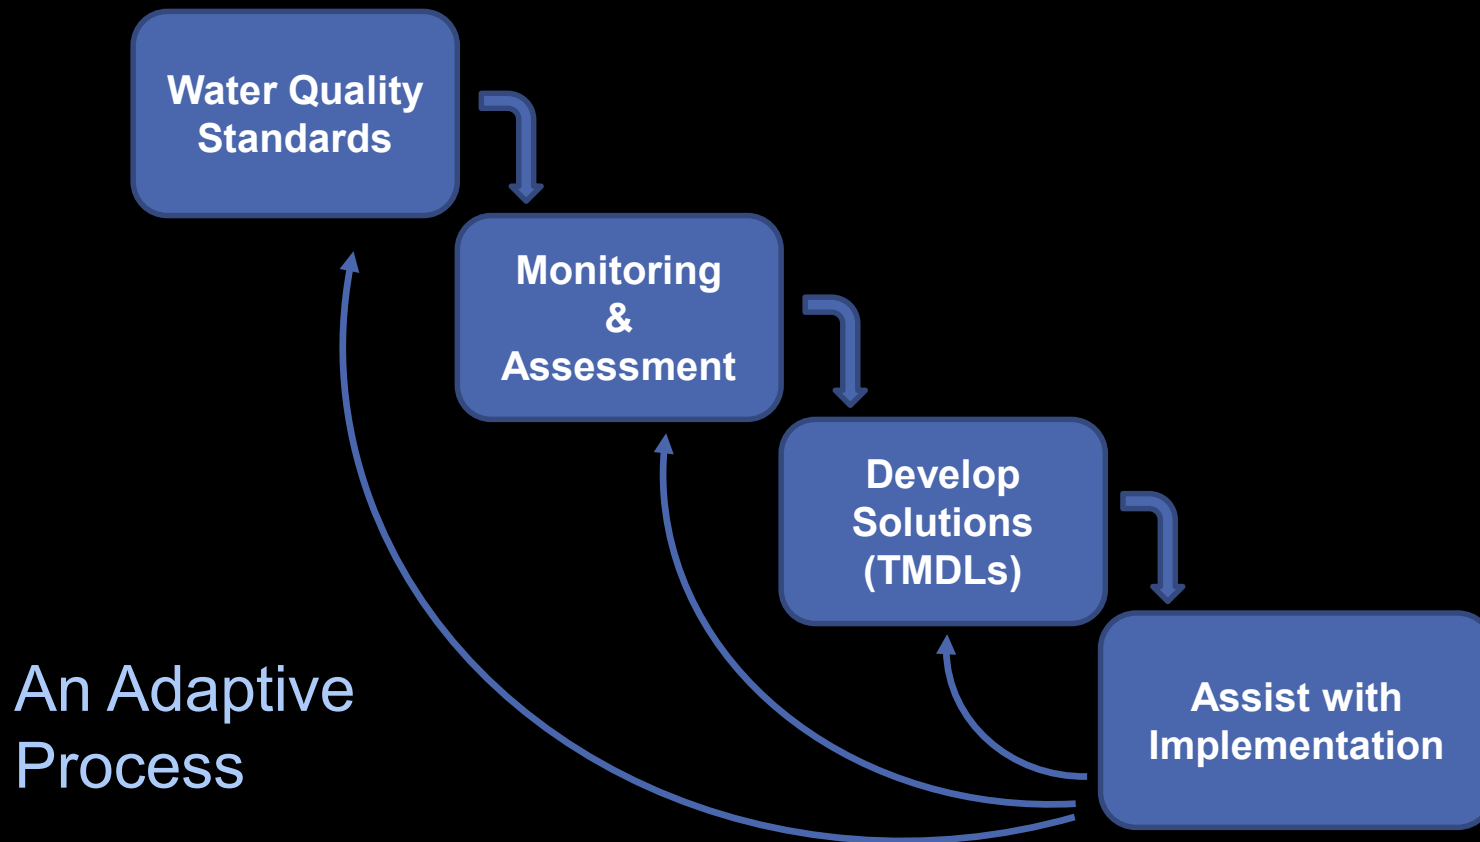 Water Quality
Standards
Monitoring
&
Assessment
Develop
Solutions
(TMDLs)
Assist with
Implementation
An Adaptive
Process